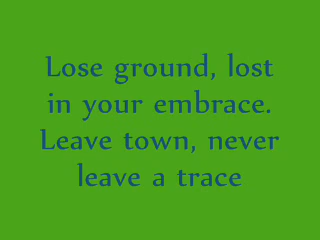 Lose ground, lost
in your embrace.
Leave town, never
leave a trace